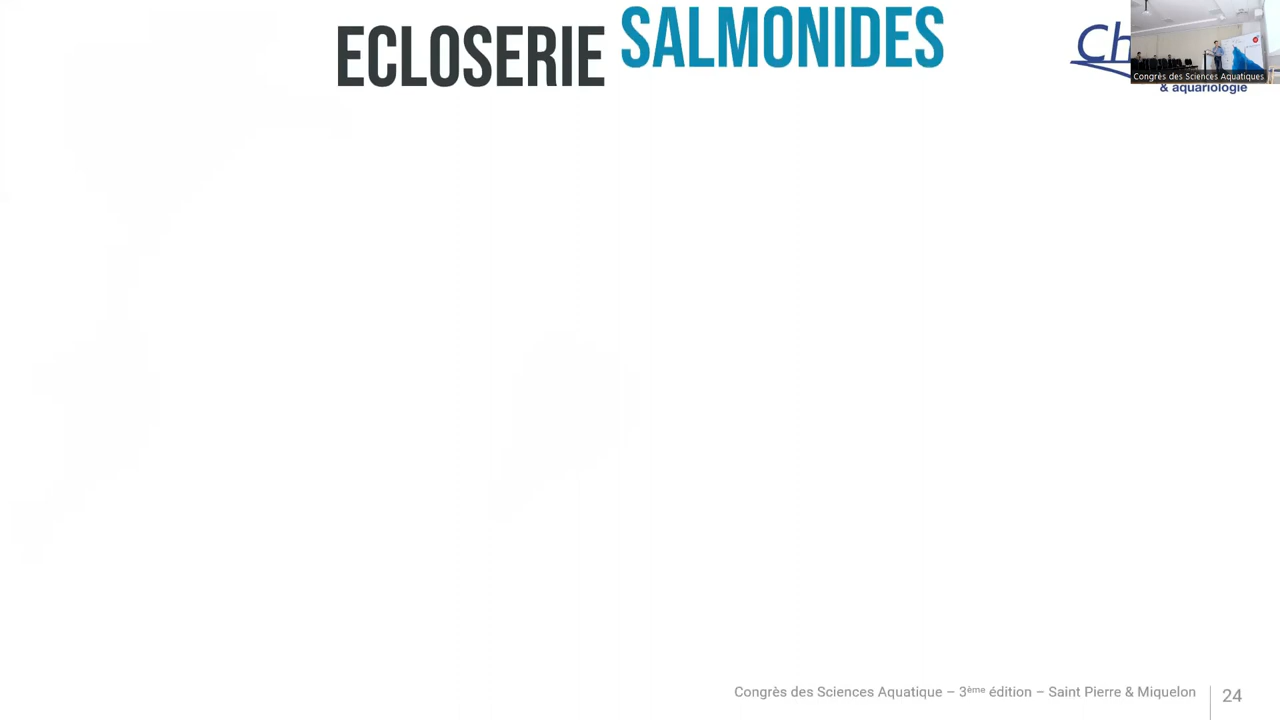 ECLOSERIE SALMONIDES
Congrès des Sciences Aquatiques
& aquariologie
Congrès des Sciences Aquatique – 3ème édition – Saint Pierre & Miquelon
24